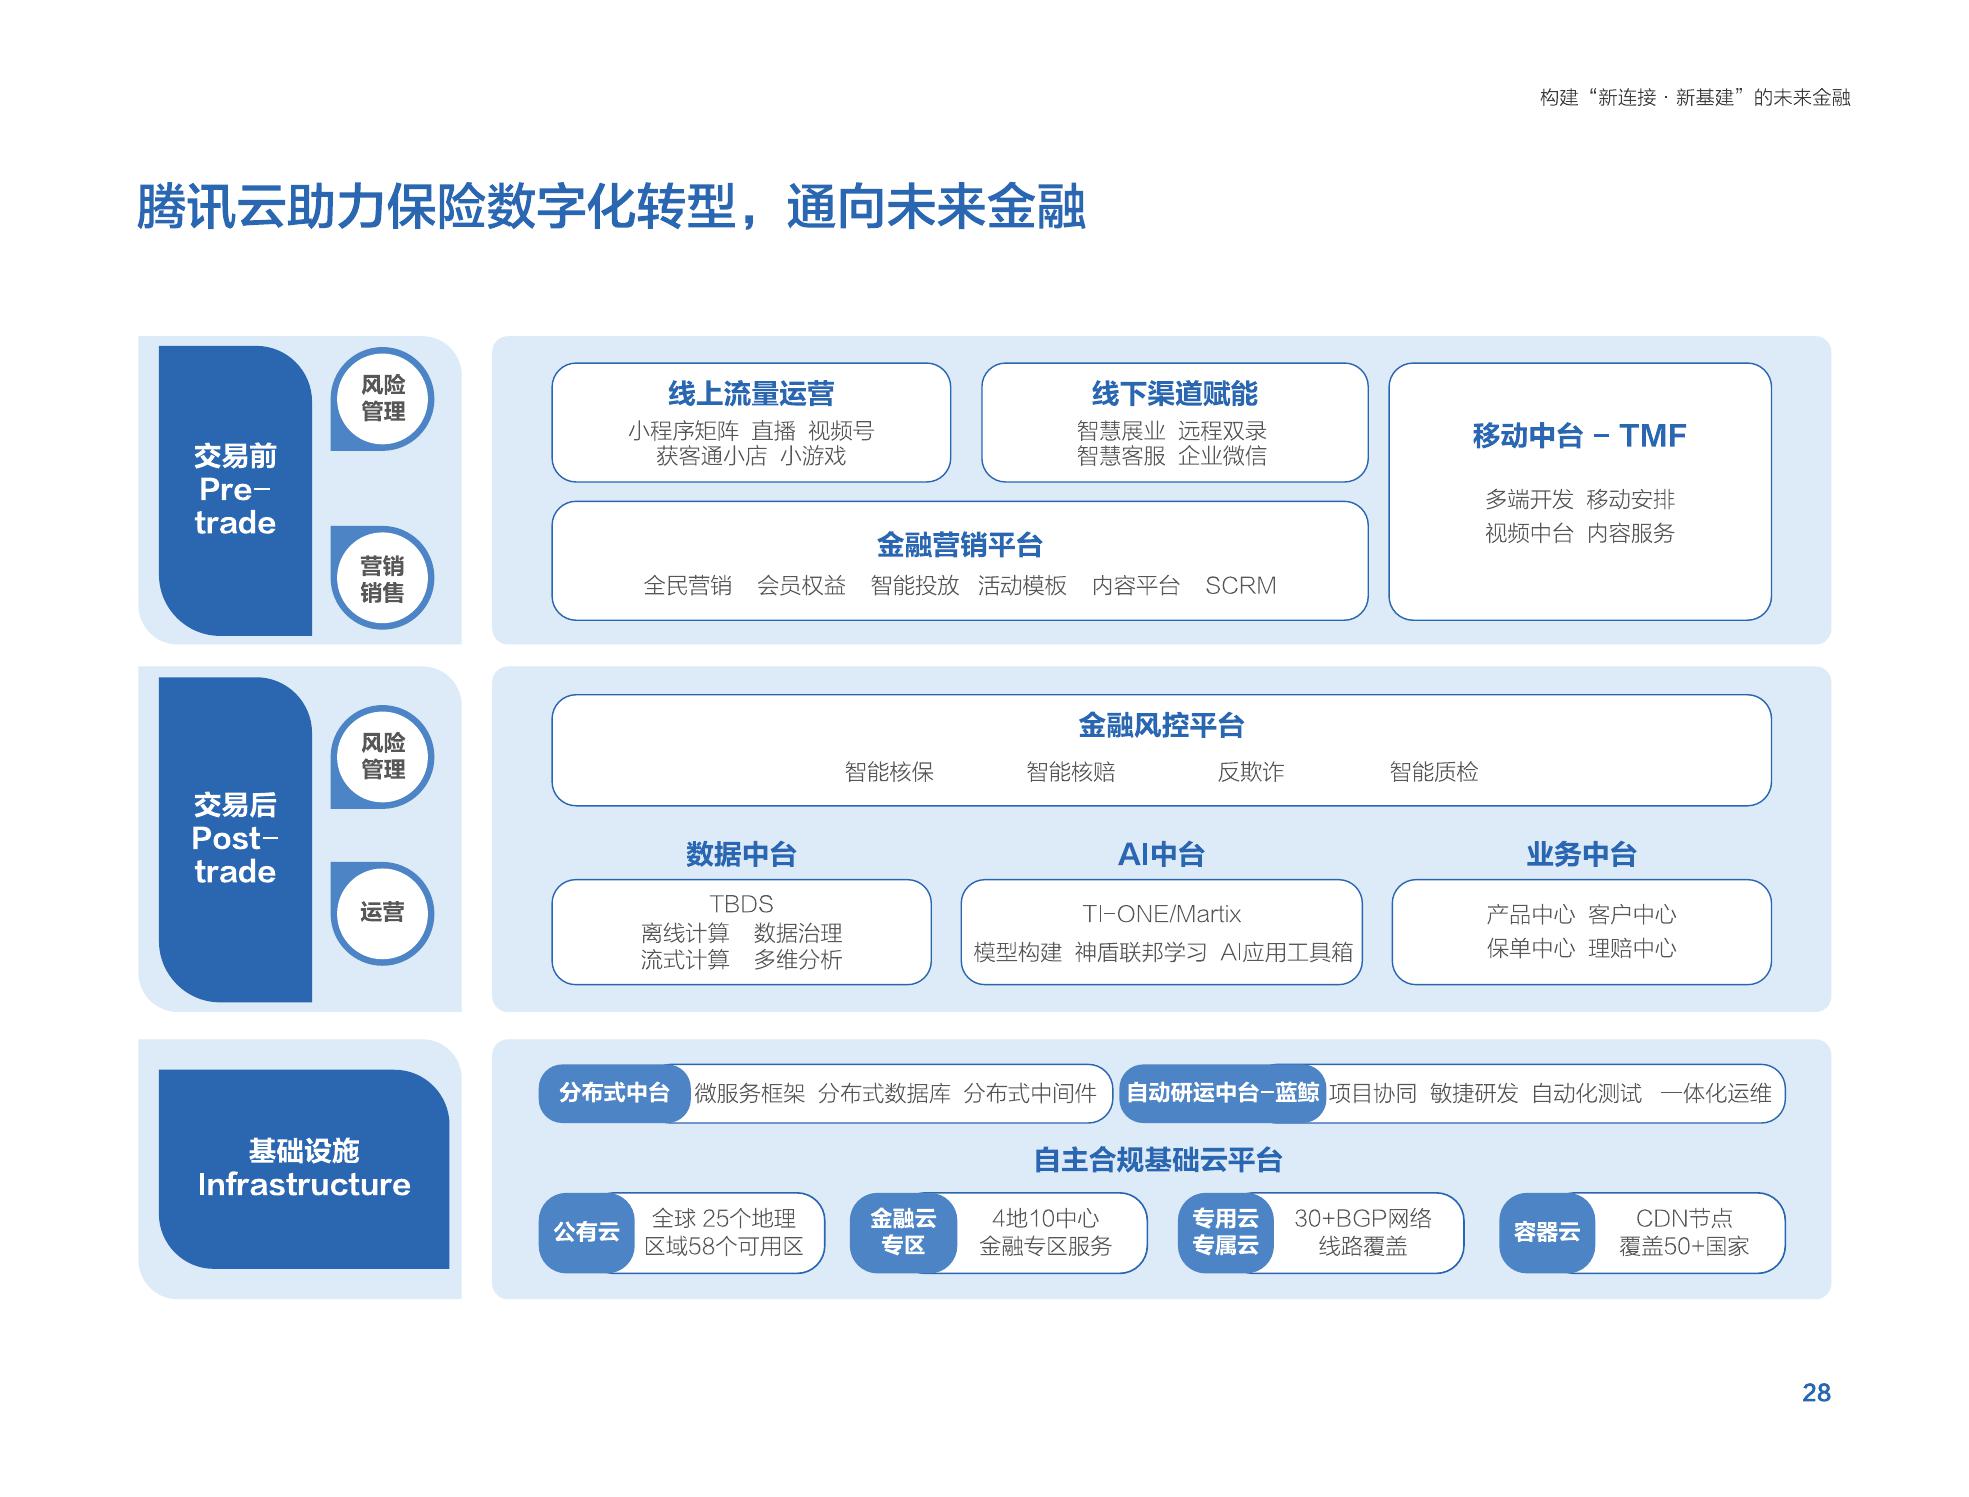 构建“新连接·新基建”的未来金融
腾讯云助力保险数字化转型，通向未来金融
交易前
Pre-
trade
风险
管理
营销
销售
线上流量运营
小程序矩阵 直播 视频号
获客通小店 小游戏
线下渠道赋能
智慧展业 远程双录
智慧客服 企业微信
移动中台 - TMF
多端开发 移动安排
视频中台 内容服务
金融营销平台
全民营销 会员权益 智能投放 活动模板 内容平台 SCRM
交易后
Post-
trade
风险
管理
运营
金融风控平台
智能核保 智能核赔 反欺诈 智能质检
数据中台
TBDS
离线计算 数据治理
流式计算 多维分析
AI中台
TI-ONE/Martix
模型构建 神盾联邦学习 AI应用工具箱
业务中台
产品中心 客户中心
保单中心 理赔中心
基础设施
Infrastructure
分布式中台 微服务框架 分布式数据库 分布式中间件
自动研运中台-蓝鲸 项目协同 敏捷研发 自动化测试 一体化运维
自主合规基础云平台
公有云
全球 25个地理
区域58个可用区
金融云
专区
4地10中心
金融专区服务
专用云
专属云
30+BGP网络
线路覆盖
容器云
CDN节点
覆盖50+国家
28